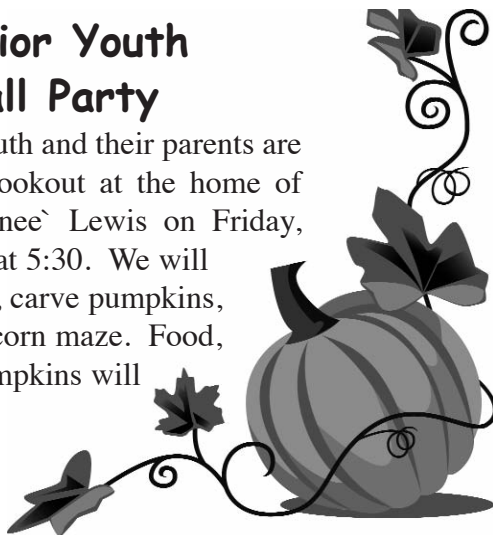 ior Youth
all Party
uth and their parents are
ookout at the home of
nee` Lewis on Friday,
at 5:30. We will
, carve pumpkins,
corn maze. Food,
mpkins will